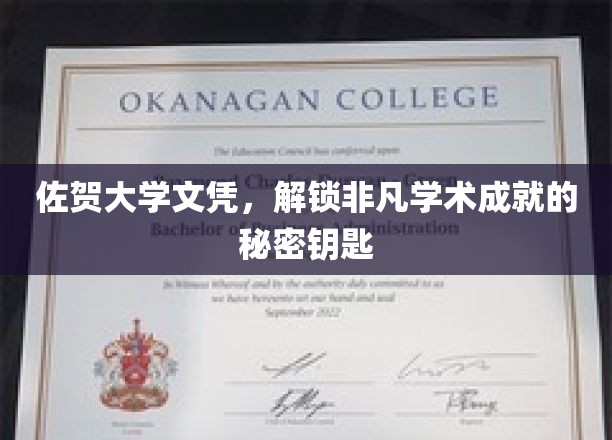 OKANAGAN COLLEGE
The Education Council has conferred upon
佐贺大学文凭，解锁非凡学术成就的
Bachelor of Business Administration
秘密钥匙
In Witness Whereof and by the authority duly committed to us
we have hereunto set our hand and seal
September 2022